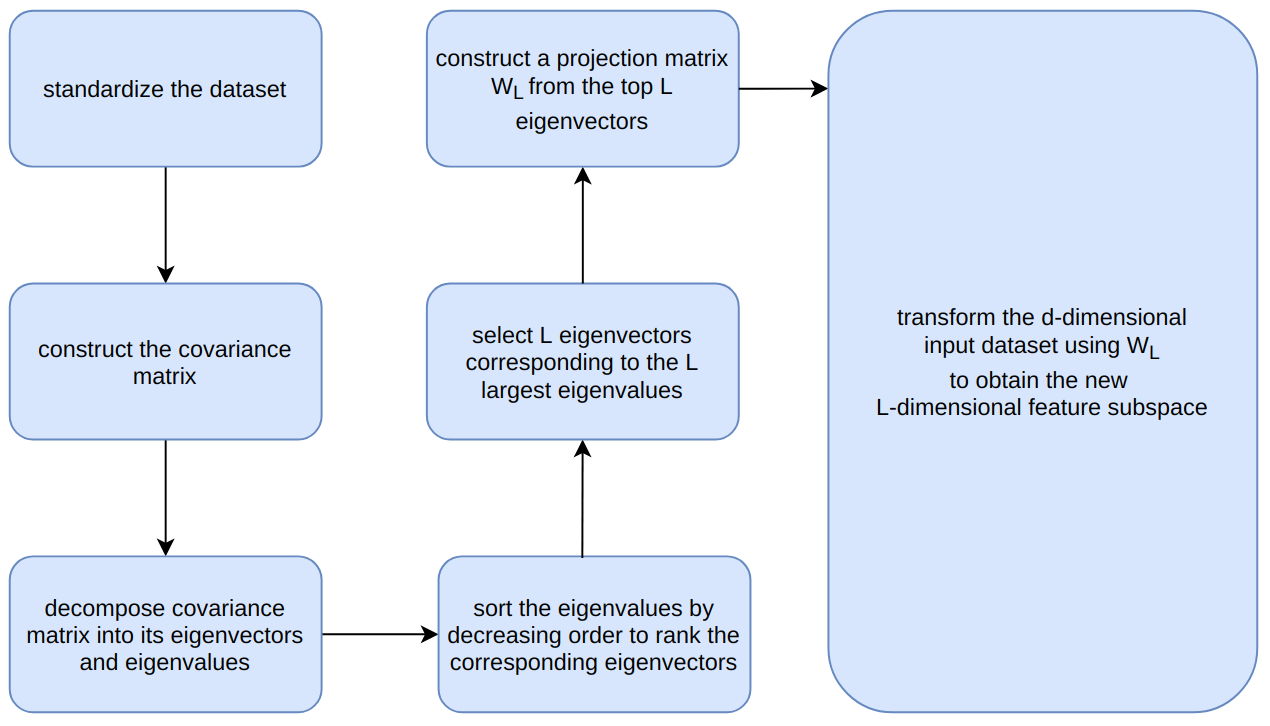 standardize the dataset
construct the covariance
matrix
decompose covariance
matrix into its eigenvectors
and eigenvalues
sort the eigenvalues by
decreasing order to rank the
corresponding eigenvectors
select L eigenvectors
corresponding to the L
largest eigenvalues
construct a projection matrix
W_L from the top L
eigenvectors
transform the d-dimensional
input dataset using W_L
to obtain the new
L-dimensional feature subspace